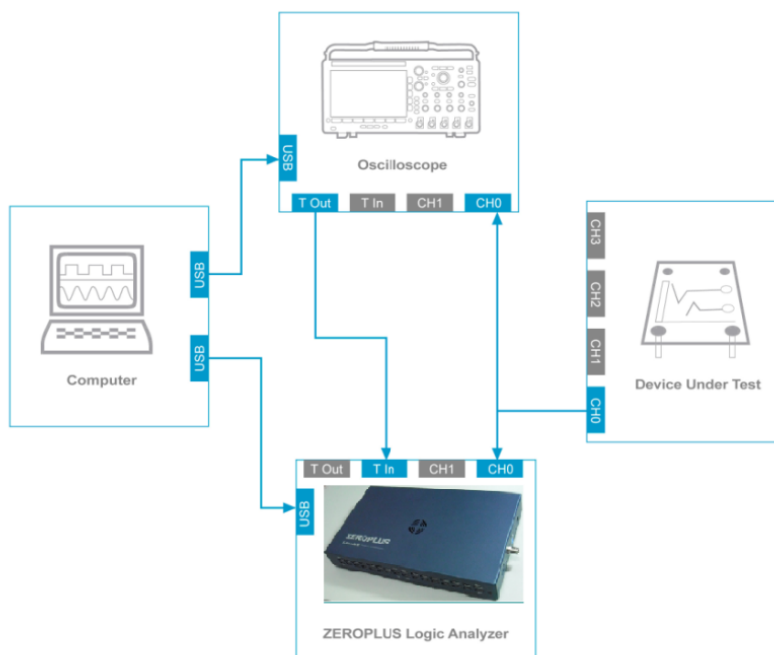 USB
Oscilloscope
T Out
T In
CH1
CH0
USB
USB
Computer
CH3
CH2
CH1
CH0
Device Under Test
T Out
T In
CH1
CH0
USB
ZEROPLUS
ZEROPLUS Logic Analyzer